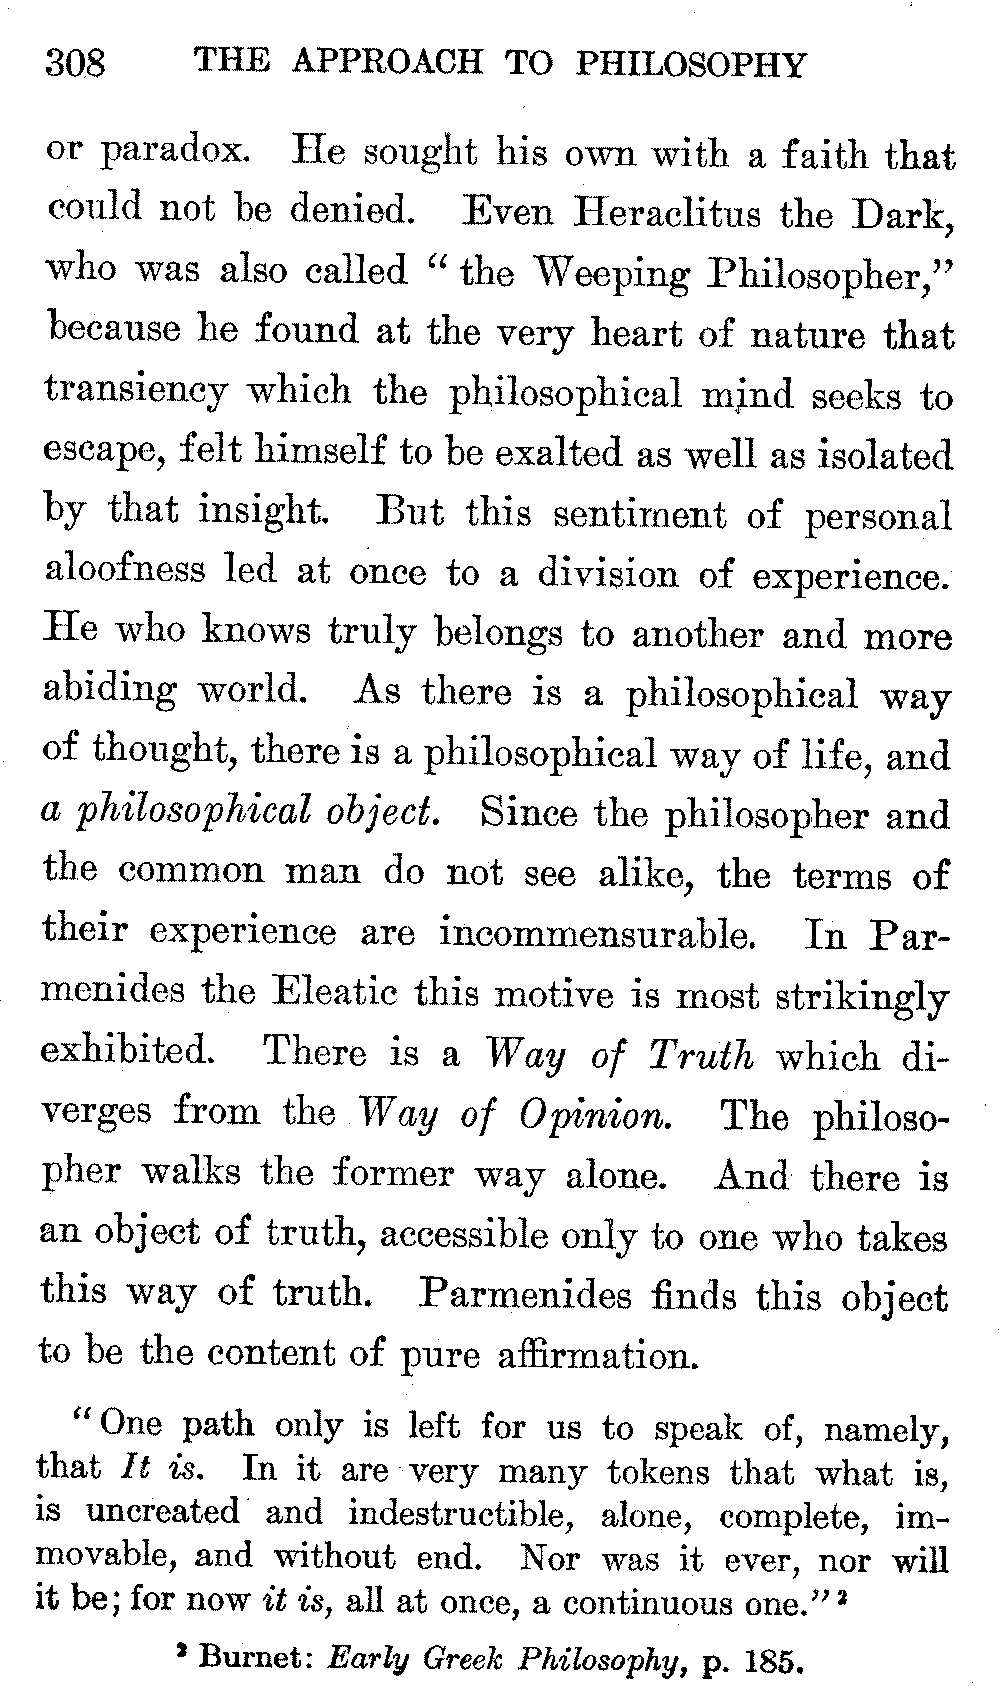 308 THE APPROACH TO PHILOSOPHY
or paradox. He sought his own with a faith that
could not be denied. Even Heraclitus the Dark,
who was also called “ the Weeping Philosopher,”
because he found at the very heart of nature that
transiency which the philosophical mind seeks to
escape, felt himself to be exalted as well as isolated
by that insight. But this sentiment of personal
aloofness led at once to a division of experience.
He who knows truly belongs to another and more
abiding world. As there is a philosophical way
of thought, there is a philosophical way of life, and
a philosophical object. Since the philosopher and
the common man do not see alike, the terms of
their experience are incommensurable. In Par-
menides the Eleatic this motive is most strikingly
exhibited. There is a Way of Truth which di-
verges from the Way of Opinion. The philoso-
pher walks the former way alone. And there is
an object of truth, accessible only to one who takes
this way of truth. Parmenides finds this object
to be the content of pure affirmation.
“ One path only is left for us to speak of, namely,
that It is. In it are very many tokens that what is,
is uncreated and indestructible, alone, complete, im-
movable, and without end. Nor was it ever, nor will
it be; for now it is, all at once, a continuous one.” ²
² Burnet: Early Greek Philosophy, p. 185.